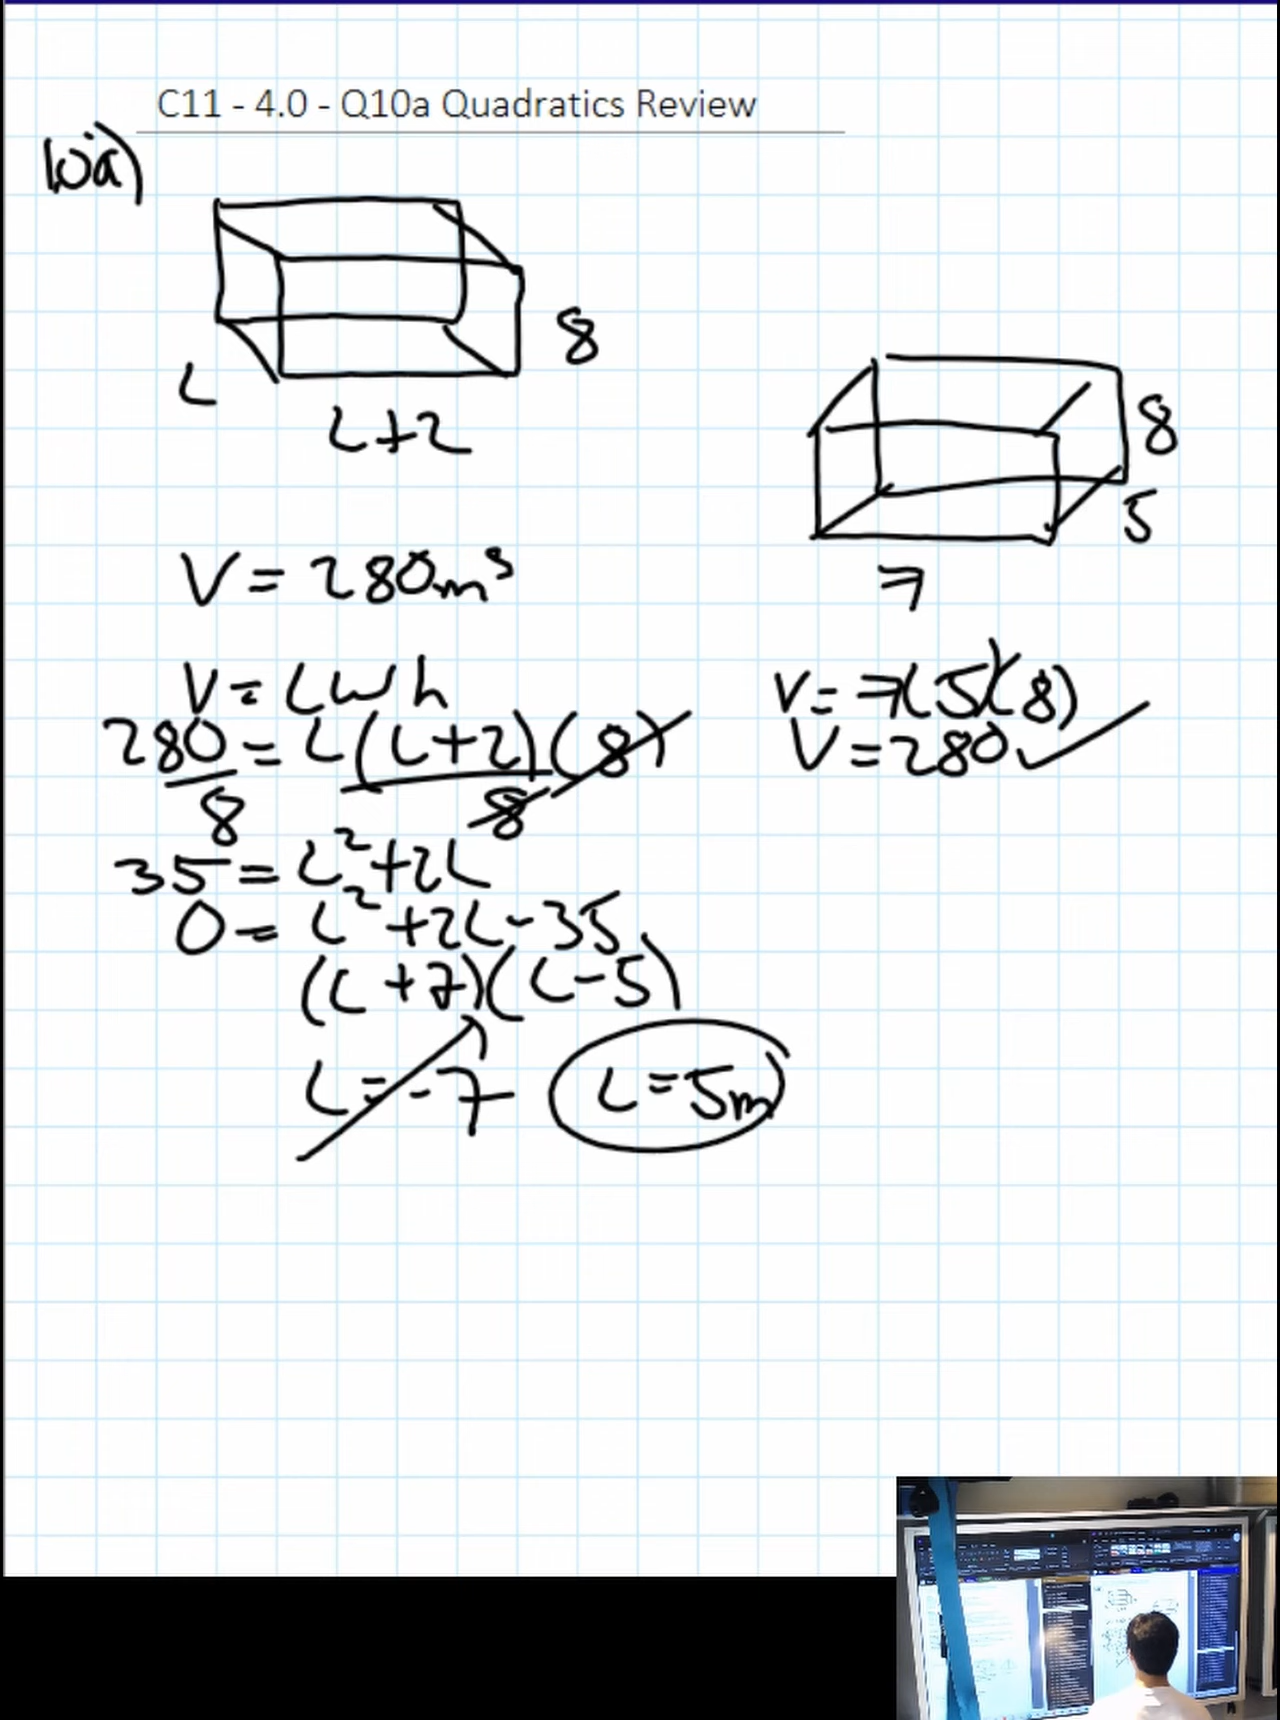 C11 - 4.0 - Q10a Quadratics Review
10a)
8
L
L+2
8
5
7
V = 280m³
V = L w h
280 = L(L+2)(8)
8 8
35 = L²+2L
0 = L²+2L-35
(L+7)(L-5)
L=-7 L=5m
V= 7(5)(8)
V=280✓